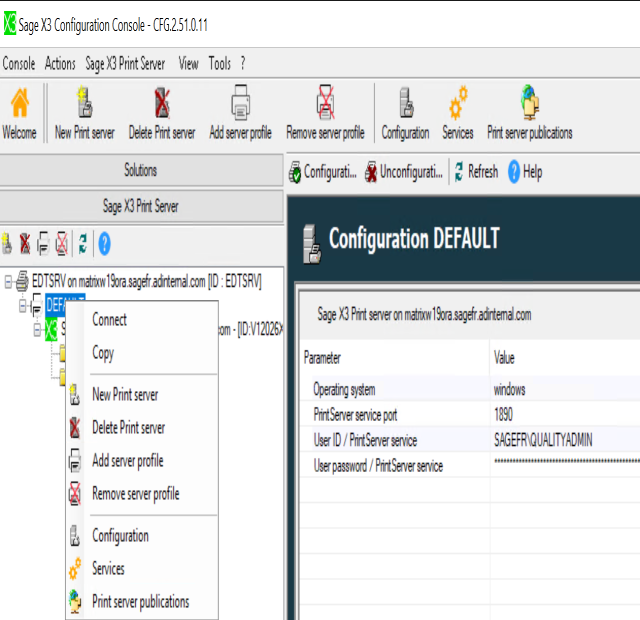 Sage X3 Configuration Console - CFG.2.51.0.11
Console Actions Sage X3 Print Server View Tools ?
Welcome New Print server Delete Print server Add server profile Remove server profile Configuration Services Print server publications
Solutions
Sage X3 Print Server
Configurati... Unconfigurati... Refresh Help
EDTSRV on matrixw19ora.sagefr.adinternal.com [ID : EDTSRV]
DEFAULT
X3 S
om - [ID:V12026X
Connect
Copy
New Print server
Delete Print server
Add server profile
Remove server profile
Configuration
Services
Print server publications
Configuration DEFAULT
Sage X3 Print server on matrixw19ora.sagefr.adinternal.com
Parameter Value
Operating system windows
PrintServer service port 1890
User ID / PrintServer service SAGEFR\QUALITYADMIN
User password / PrintServer service